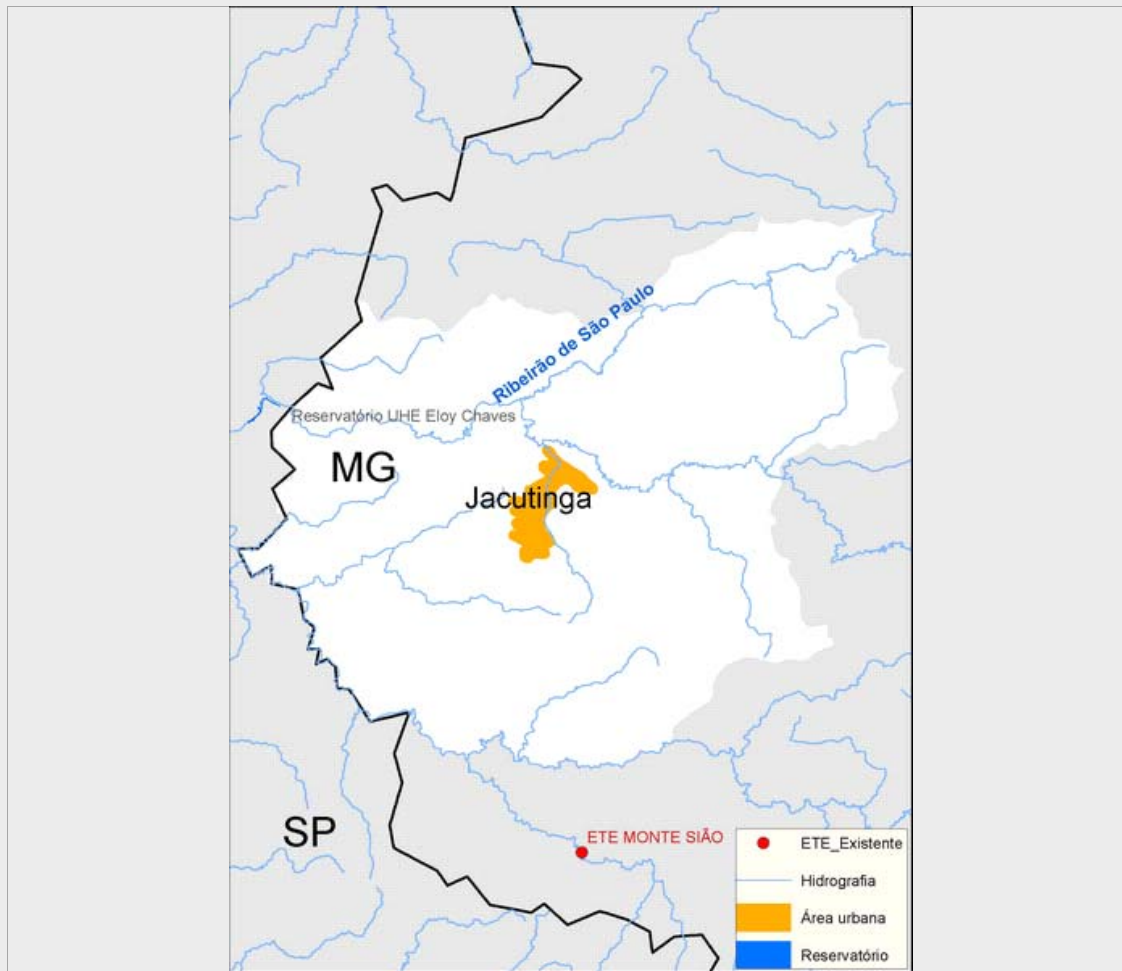 Ribeirão de São Paulo
Reservatório UHE Eloy Chaves
MG
Jacutinga
SP
ETE MONTE SIÃO
ETE_Existente
Hidrografia
Área urbana
Reservatório